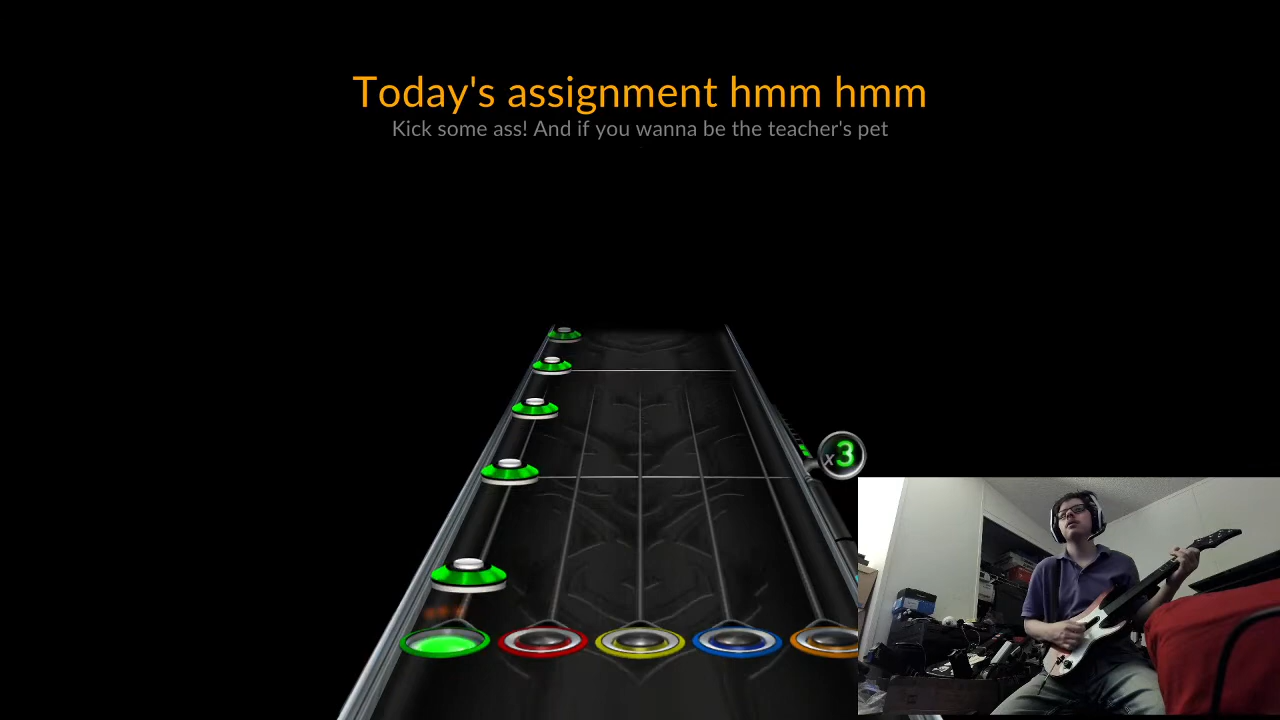 Today's assignment hmm hmm
Kick some ass! And if you wanna be the teacher's pet
x3